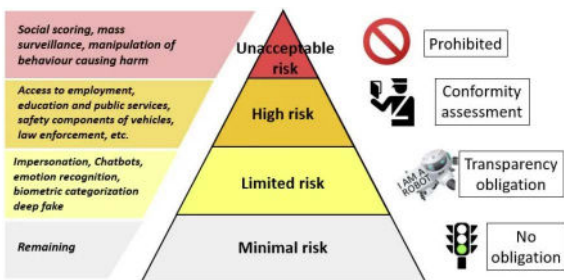 Social scoring, mass
surveillance, manipulation of
behaviour causing harm
Unacceptable
risk
Prohibited
Access to employment,
education and public services,
safety components of vehicles,
law enforcement, etc.
High risk
Conformity
assessment
Impersonation, Chatbots,
emotion recognition,
biometric categorization
deep fake
Limited risk
I AM A
ROBOT
Transparency
obligation
Remaining
Minimal risk
No
obligation